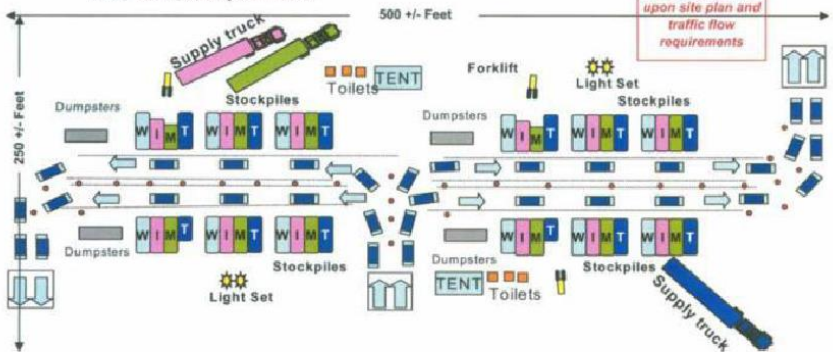 500 +/- Feet
upon site plan and
traffic flow
requirements
Supply truck
Toilets
TENT
Forklift
Light Set
Dumpsters
Stockpiles
Stockpiles
Dumpsters
W I M T
W I M T
W I M T
W I M T
W I M T
W I M T
250 +/- Feet
W I M T
W I M T
W I M T
W I M T
W I M T
W I M T
Dumpsters
Stockpiles
Dumpsters
Stockpiles
Light Set
TENT
Toilets
Supply truck